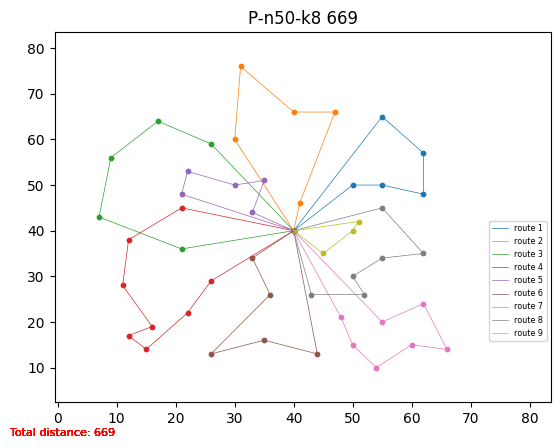 P-n50-k8 669
80
70
60
50
40
30
20
10
0 10 20 30 40 50 60 70 80
route 1
route 2
route 3
route 4
route 5
route 6
route 7
route 8
route 9
Total distance: 669